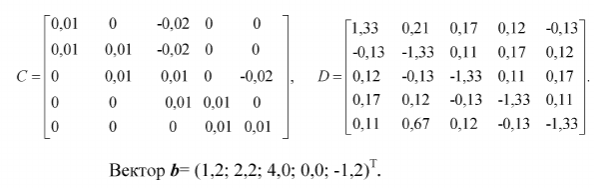 0,01 0 -0,02 0 0 1,33 0,21 0,17 0,12 -0,13
0,01 0,01 -0,02 0 0 -0,13 -1,33 0,11 0,17 0,12
C = 0 0,01 0,01 0 -0,02 , D = 0,12 -0,13 -1,33 0,11 0,17 .
0 0 0,01 0,01 0 0,17 0,12 -0,13 -1,33 0,11
0 0 0 0,01 0,01 0,11 0,67 0,12 -0,13 -1,33
Вектор b= (1,2; 2,2; 4,0; 0,0; -1,2)ᵀ.